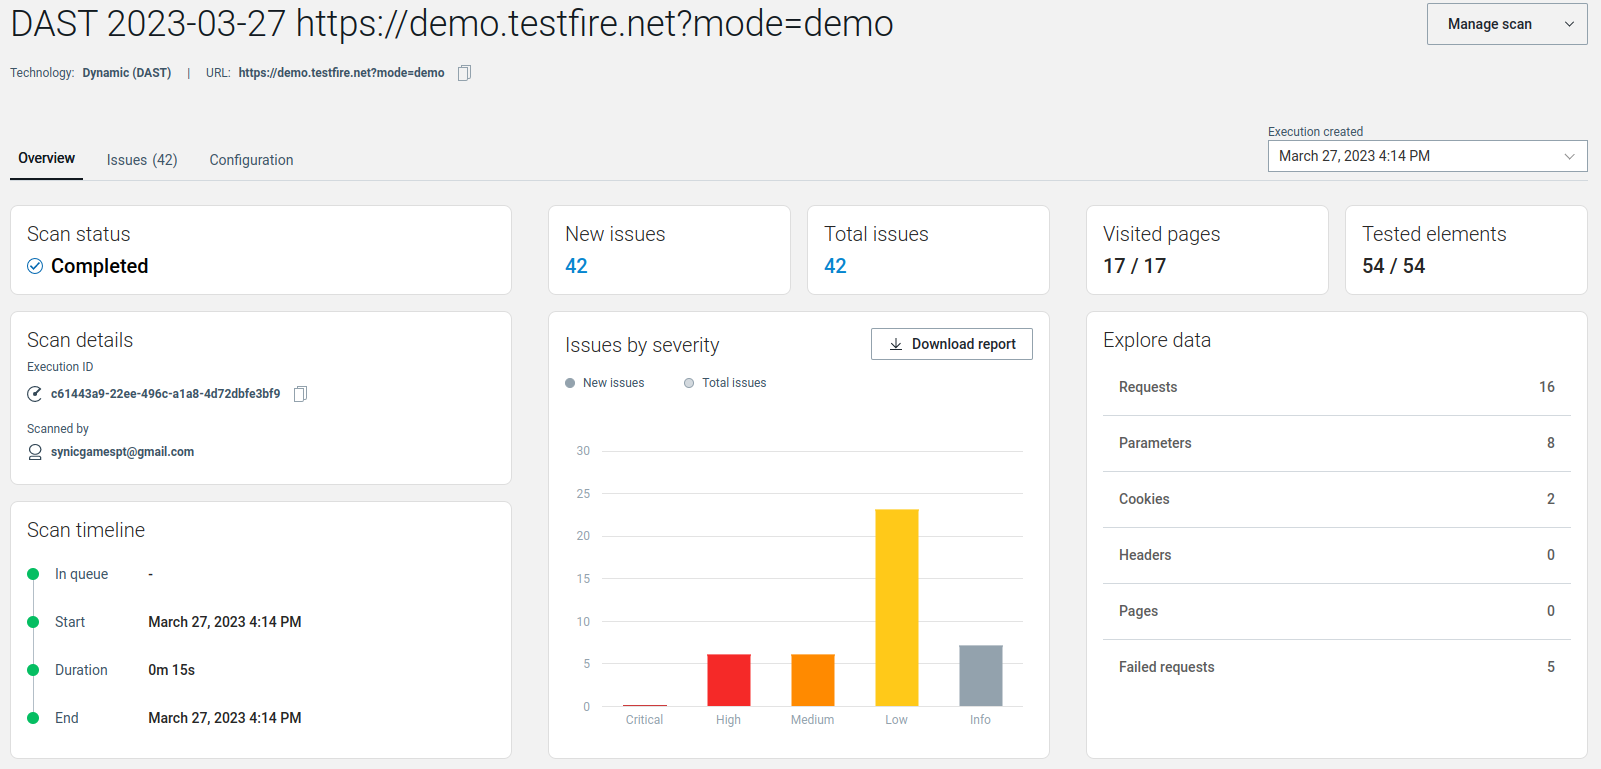 DAST 2023-03-27 https://demo.testfire.net?mode=demo
Manage scan
Technology: Dynamic (DAST) | URL: https://demo.testfire.net?mode=demo
Execution created
March 27, 2023 4:14 PM
Overview Issues (42) Configuration
Scan status
Completed
New issues
42
Total issues
42
Visited pages
17 / 17
Tested elements
54 / 54
Scan details
Execution ID
c61443a9-22ee-496c-a1a8-4d72dbfe3bf9
Scanned by
synicgamespt@gmail.com
Scan timeline
In queue -
Start March 27, 2023 4:14 PM
Duration 0m 15s
End March 27, 2023 4:14 PM
Issues by severity
Download report
New issues Total issues
30
25
20
15
10
5
0
Critical High Medium Low Info
Explore data
Requests 16
Parameters 8
Cookies 2
Headers 0
Pages 0
Failed requests 5